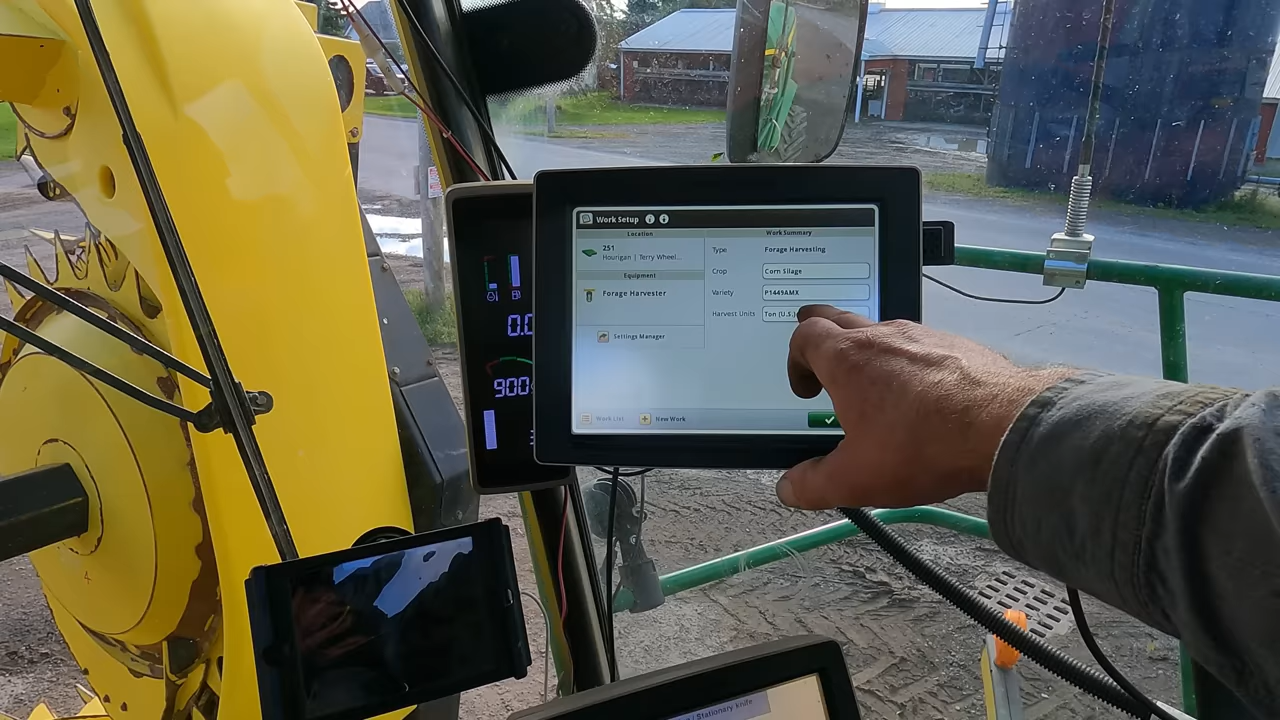 Work Setup
Location
Work Summary
251
Hourigan | Terry Wheel...
Type
Forage Harvesting
Equipment
Crop
Corn Silage
Forage Harvester
Variety
P1449AMX
Harvest Units
Ton (U.S.)
Settings Manager
Work List
New Work
0.0
900
/ Stationary knife